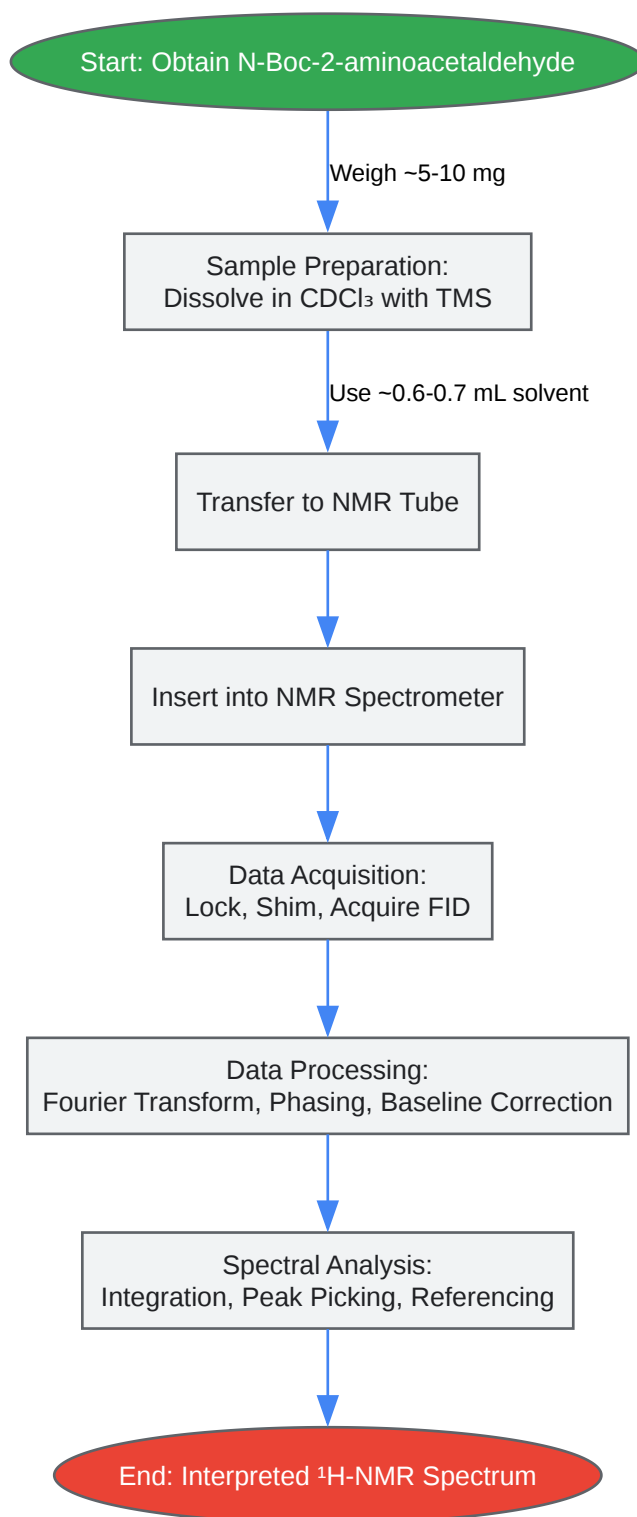 Start: Obtain N-Boc-2-aminoacetaldehyde
Weigh ~5-10 mg
Sample Preparation:
Dissolve in CDCl₃ with TMS
Use ~0.6-0.7 mL solvent
Transfer to NMR Tube
Insert into NMR Spectrometer
Data Acquisition:
Lock, Shim, Acquire FID
Data Processing:
Fourier Transform, Phasing, Baseline Correction
Spectral Analysis:
Integration, Peak Picking, Referencing
End: Interpreted ¹H-NMR Spectrum